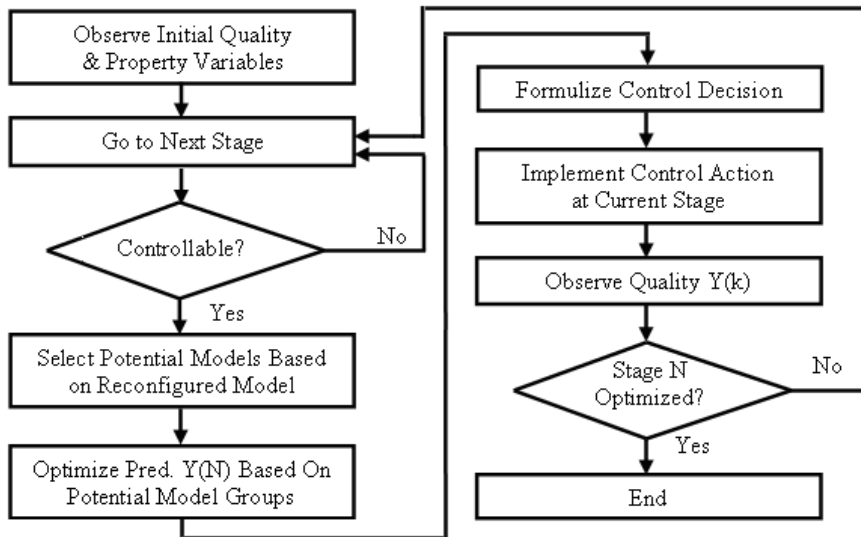 Observe Initial Quality
& Property Variables
Go to Next Stage
Controllable?
No
Yes
Select Potential Models Based
on Reconfigured Model
Optimize Pred. Y(N) Based On
Potential Model Groups
Formulize Control Decision
Implement Control Action
at Current Stage
Observe Quality Y(k)
Stage N
Optimized?
No
Yes
End